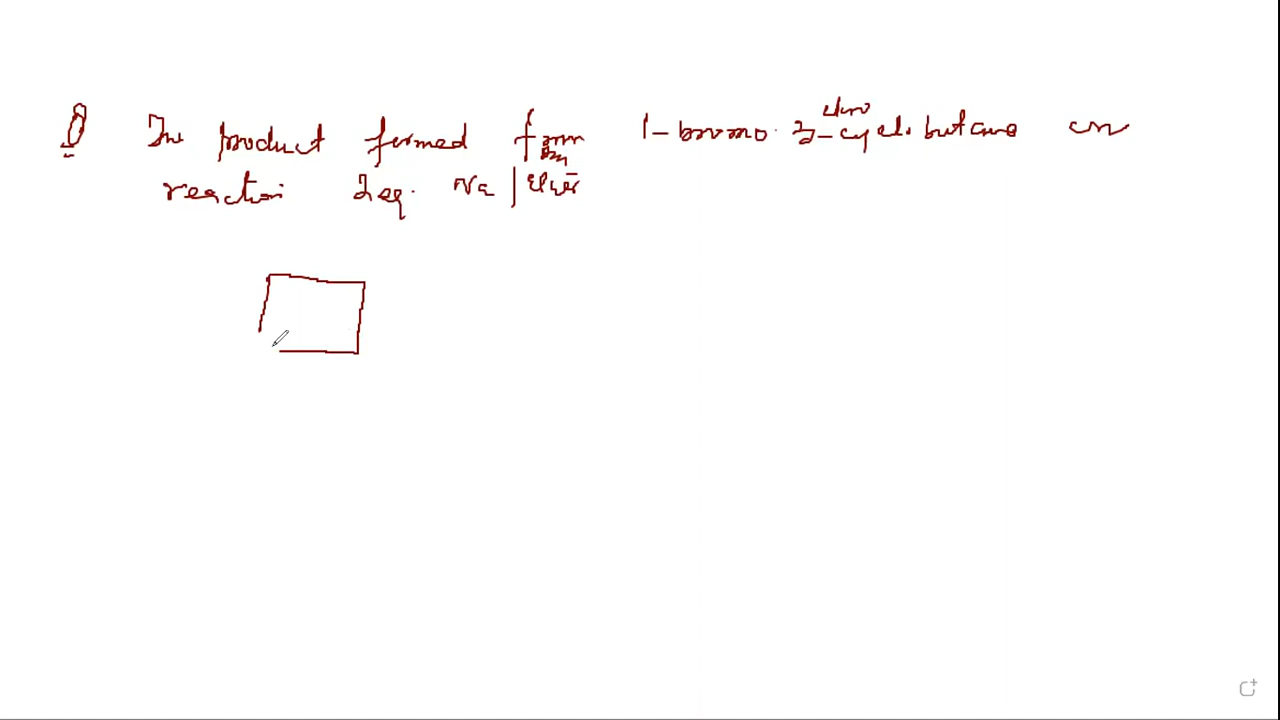 Q The product formed from 1-bromo-3-chloro cyclobutane on
reaction 2eq. Na | ether